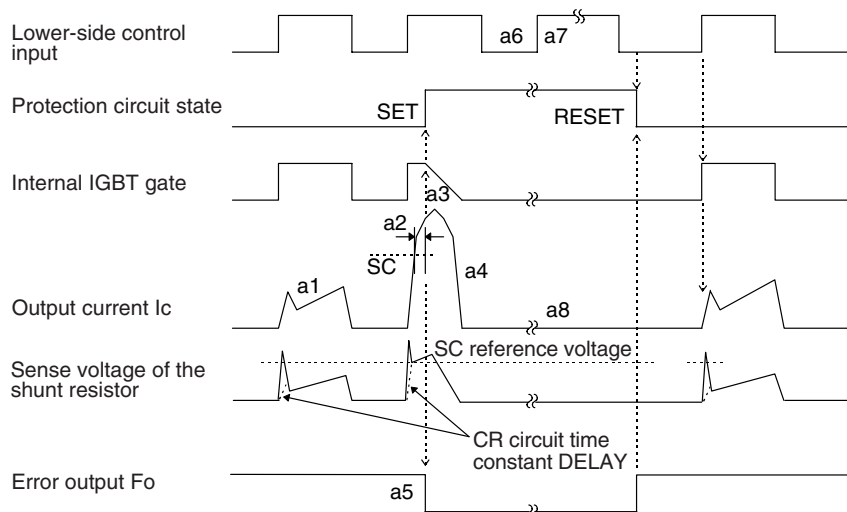 Lower-side control
input
a6
a7
Protection circuit state
SET
RESET
Internal IGBT gate
a3
a2
SC
a4
Output current Ic
a1
a8
SC reference voltage
Sense voltage of the
shunt resistor
CR circuit time
constant DELAY
Error output Fo
a5